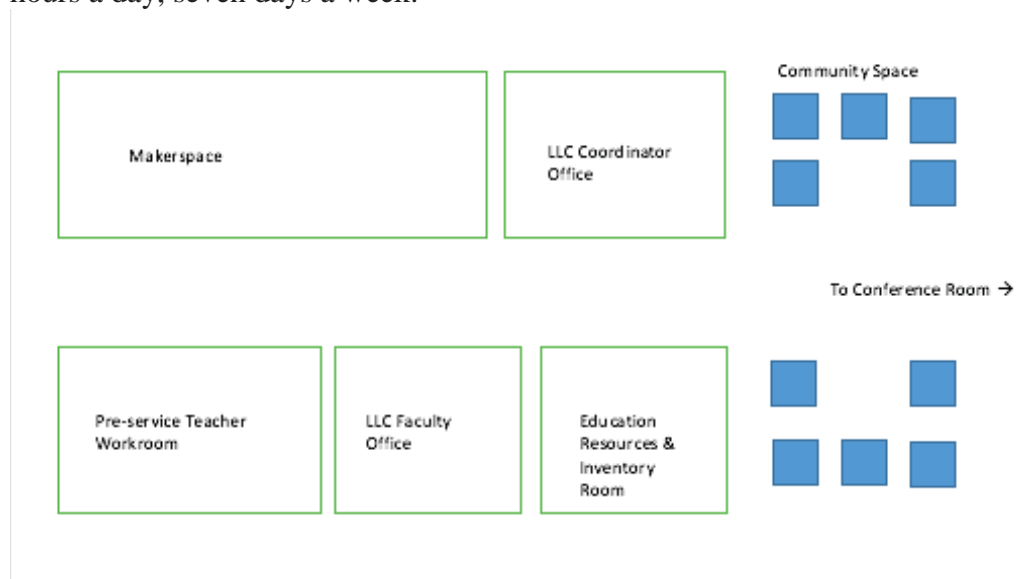 hours a day, seven days a week.
Community Space
Makerspace
LLC Coordinator
Office
To Conference Room →
Pre-service Teacher
Workroom
LLC Faculty
Office
Education
Resources &
Inventory
Room